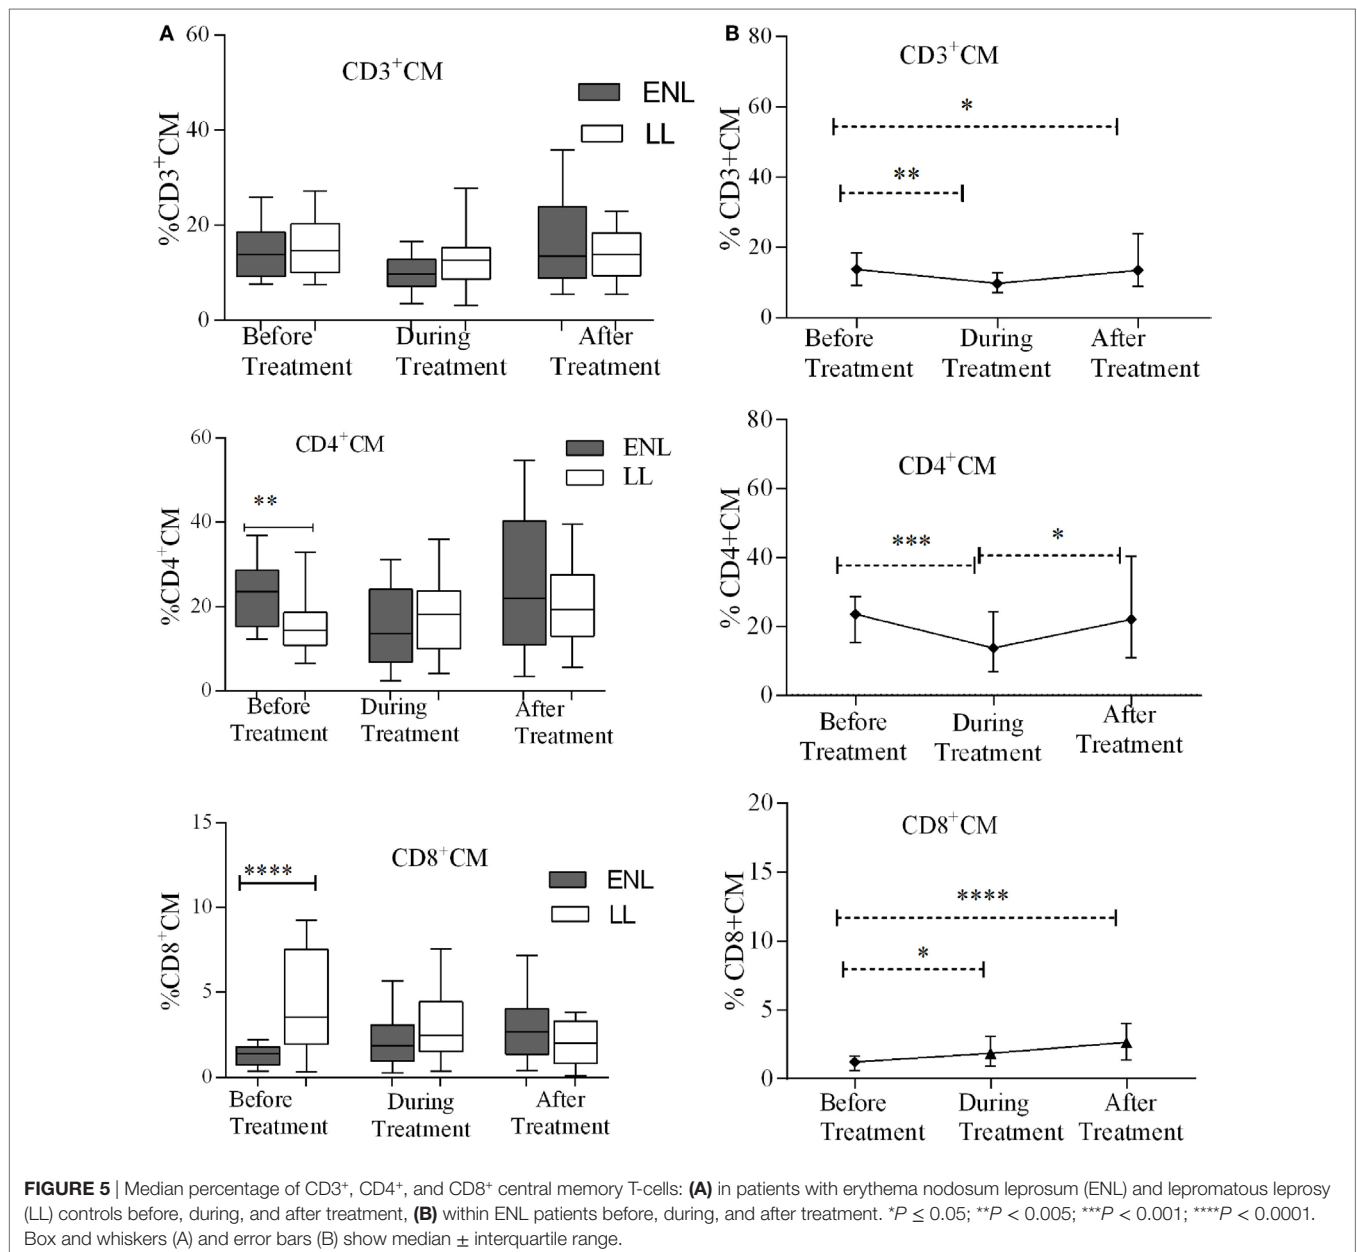 A
60
40
20
0
%CD3⁺CM
CD3⁺CM
ENL
LL
Before
Treatment
During
Treatment
After
Treatment
B
80
60
40
20
0
% CD3+CM
CD3⁺CM
*
**
Before
Treatment
During
Treatment
After
Treatment
60
40
20
0
%CD4⁺CM
CD4⁺CM
ENL
LL
**
Before
Treatment
During
Treatment
After
Treatment
80
60
40
20
0
% CD4+CM
CD4⁺CM
***
*
Before
Treatment
During
Treatment
After
Treatment
15
10
5
0
%CD8⁺CM
CD8⁺CM
ENL
LL
****
Before
Treatment
During
Treatment
After
Treatment
20
15
10
5
0
% CD8+CM
CD8⁺CM
****
*
Before
Treatment
During
Treatment
After
Treatment
FIGURE 5 | Median percentage of CD3⁺, CD4⁺, and CD8⁺ central memory T-cells: (A) in patients with erythema nodosum leprosum (ENL) and lepromatous leprosy
(LL) controls before, during, and after treatment, (B) within ENL patients before, during, and after treatment. *P ≤ 0.05; **P < 0.005; ***P < 0.001; ****P < 0.0001.
Box and whiskers (A) and error bars (B) show median ± interquartile range.